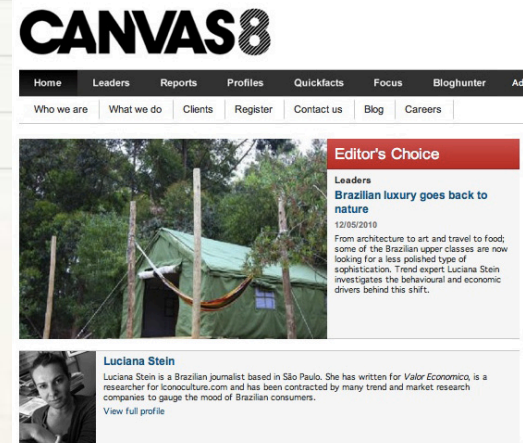 CANVAS8
Home Leaders Reports Profiles Quickfacts Focus Bloghunter Ad
Who we are What we do Clients Register Contact us Blog Careers
Editor's Choice
Leaders
Brazilian luxury goes back to
nature
12/05/2010
From architecture to art and travel to food;
some of the Brazilian upper classes are now
looking for a less polished type of
sophistication. Trend expert Luciana Stein
investigates the behavioural and economic
drivers behind this shift.
Luciana Stein
Luciana Stein is a Brazilian journalist based in São Paulo. She has written for Valor Economico, is a
researcher for Iconoculture.com and has been contracted by many trend and market research
companies to gauge the mood of Brazilian consumers.
View full profile